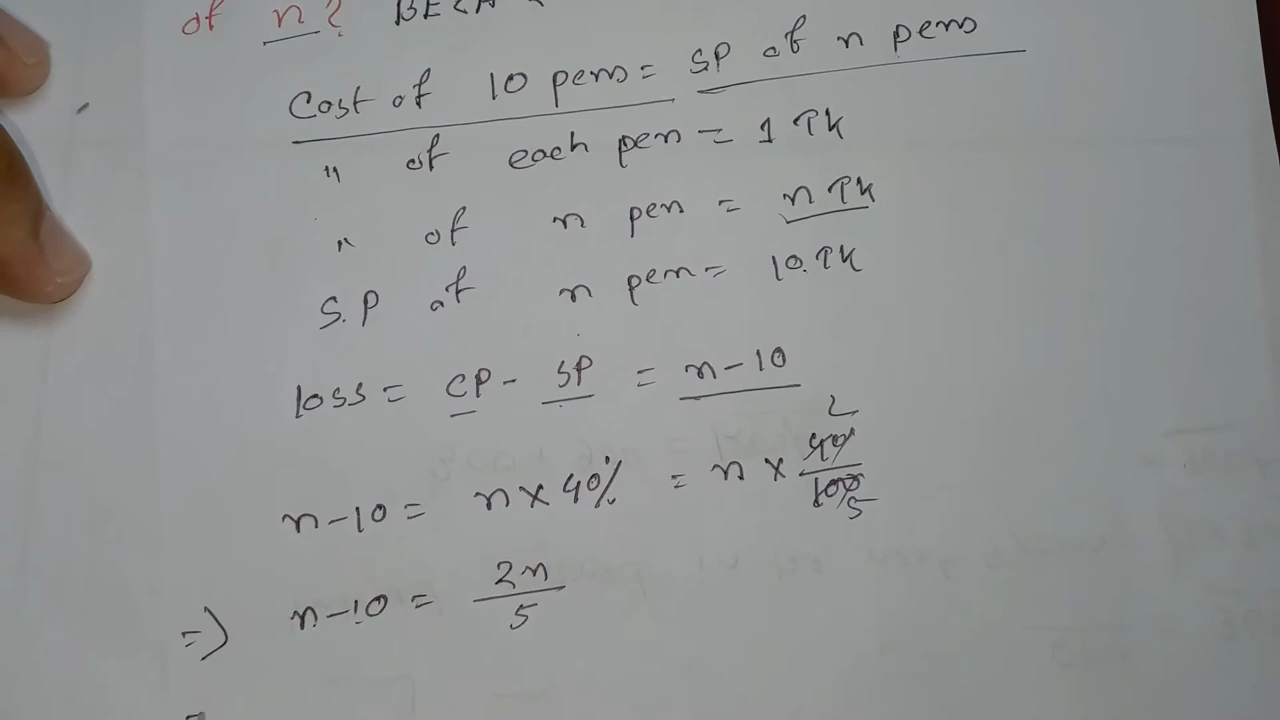 of n?
Cost of 10 pens = SP of n pens
" of each pen = 1 Tk
" of n pen = n Tk
S.P of n pen = 10.Tk
loss = CP - SP = n-10
n-10 = n×40% = n× 40/100 2 5
=) n-10 = 2n/5
=